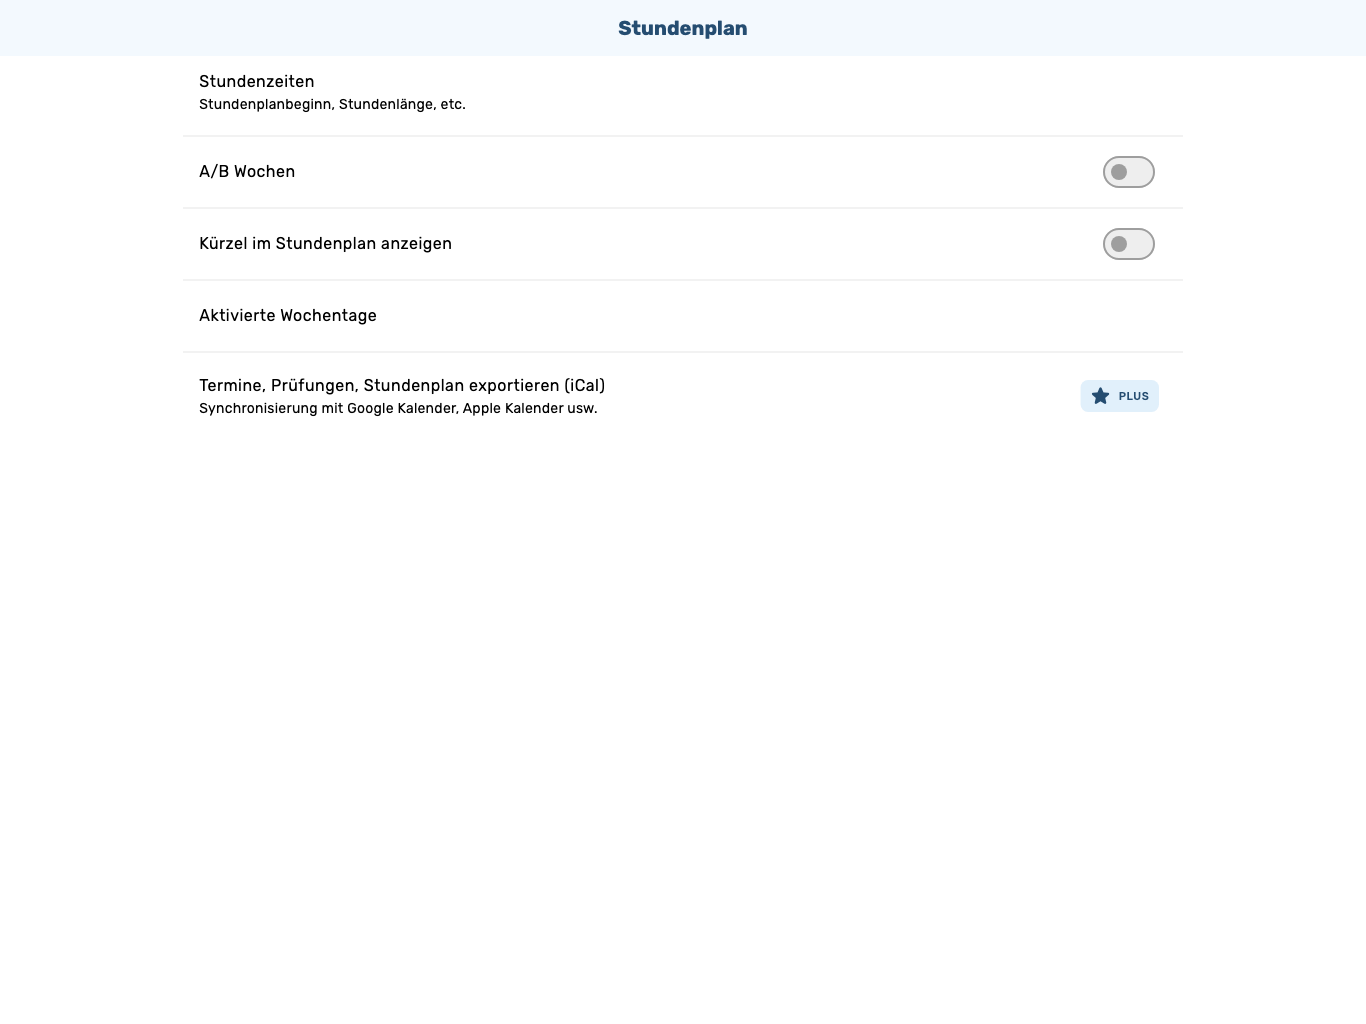 Stundenplan
Stundenzeiten
Stundenplanbeginn, Stundenlänge, etc.
A/B Wochen
Kürzel im Stundenplan anzeigen
Aktivierte Wochentage
Termine, Prüfungen, Stundenplan exportieren (iCal)
Synchronisierung mit Google Kalender, Apple Kalender usw.
PLUS